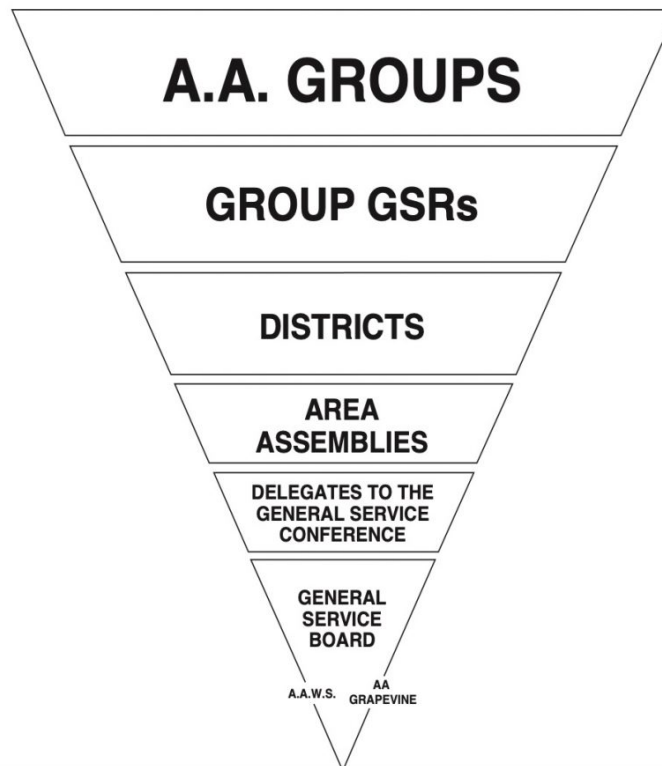 A.A. GROUPS
GROUP GSRs
DISTRICTS
AREA
ASSEMBLIES
DELEGATES TO THE
GENERAL SERVICE
CONFERENCE
GENERAL
SERVICE
BOARD
A.A.W.S.
AA
GRAPEVINE